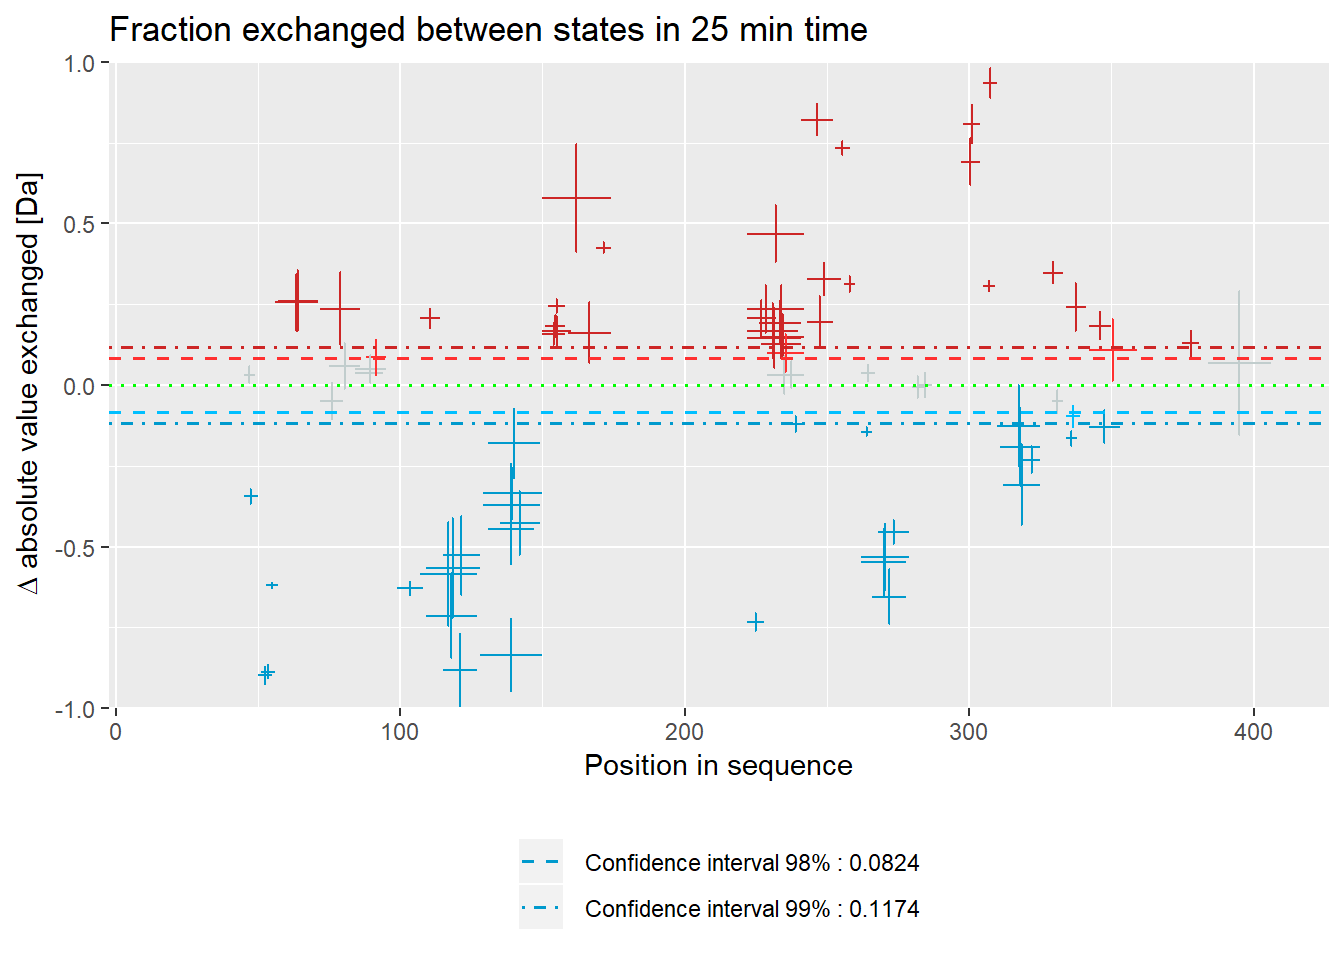 Fraction exchanged between states in 25 min time
Δ absolute value exchanged [Da]
1.0
0.5
0.0
-0.5
-1.0
0 100 200 300 400
Position in sequence
Confidence interval 98% : 0.0824
Confidence interval 99% : 0.1174